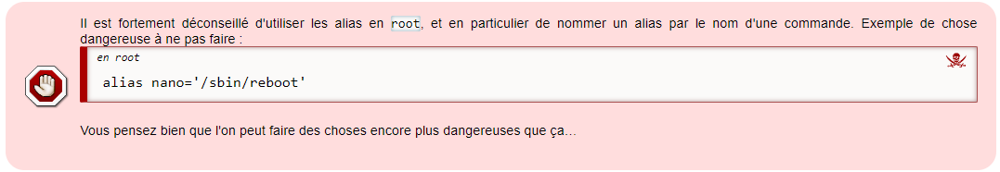 Il est fortement déconseillé d'utiliser les alias en root, et en particulier de nommer un alias par le nom d'une commande. Exemple de chose
dangereuse à ne pas faire :
en root
alias nano='/sbin/reboot'
Vous pensez bien que l'on peut faire des choses encore plus dangereuses que ça…